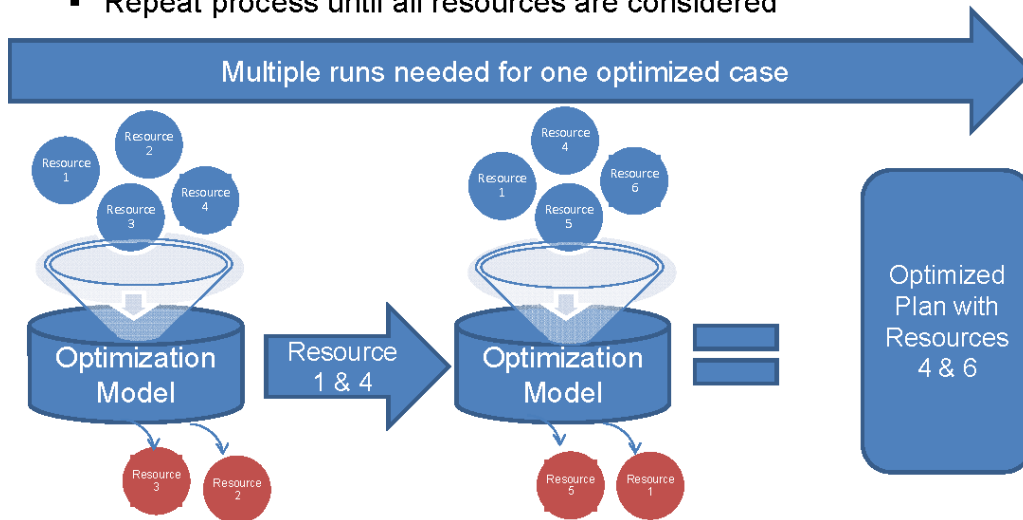 ▪ Repeat process until all resources are considered
Multiple runs needed for one optimized case
Resource
1
Resource
2
Resource
3
Resource
4
Optimization
Model
Resource
3
Resource
2
Resource
1 & 4
Resource
1
Resource
4
Resource
5
Resource
6
Optimization
Model
Resource
5
Resource
1
Optimized
Plan with
Resources
4 & 6